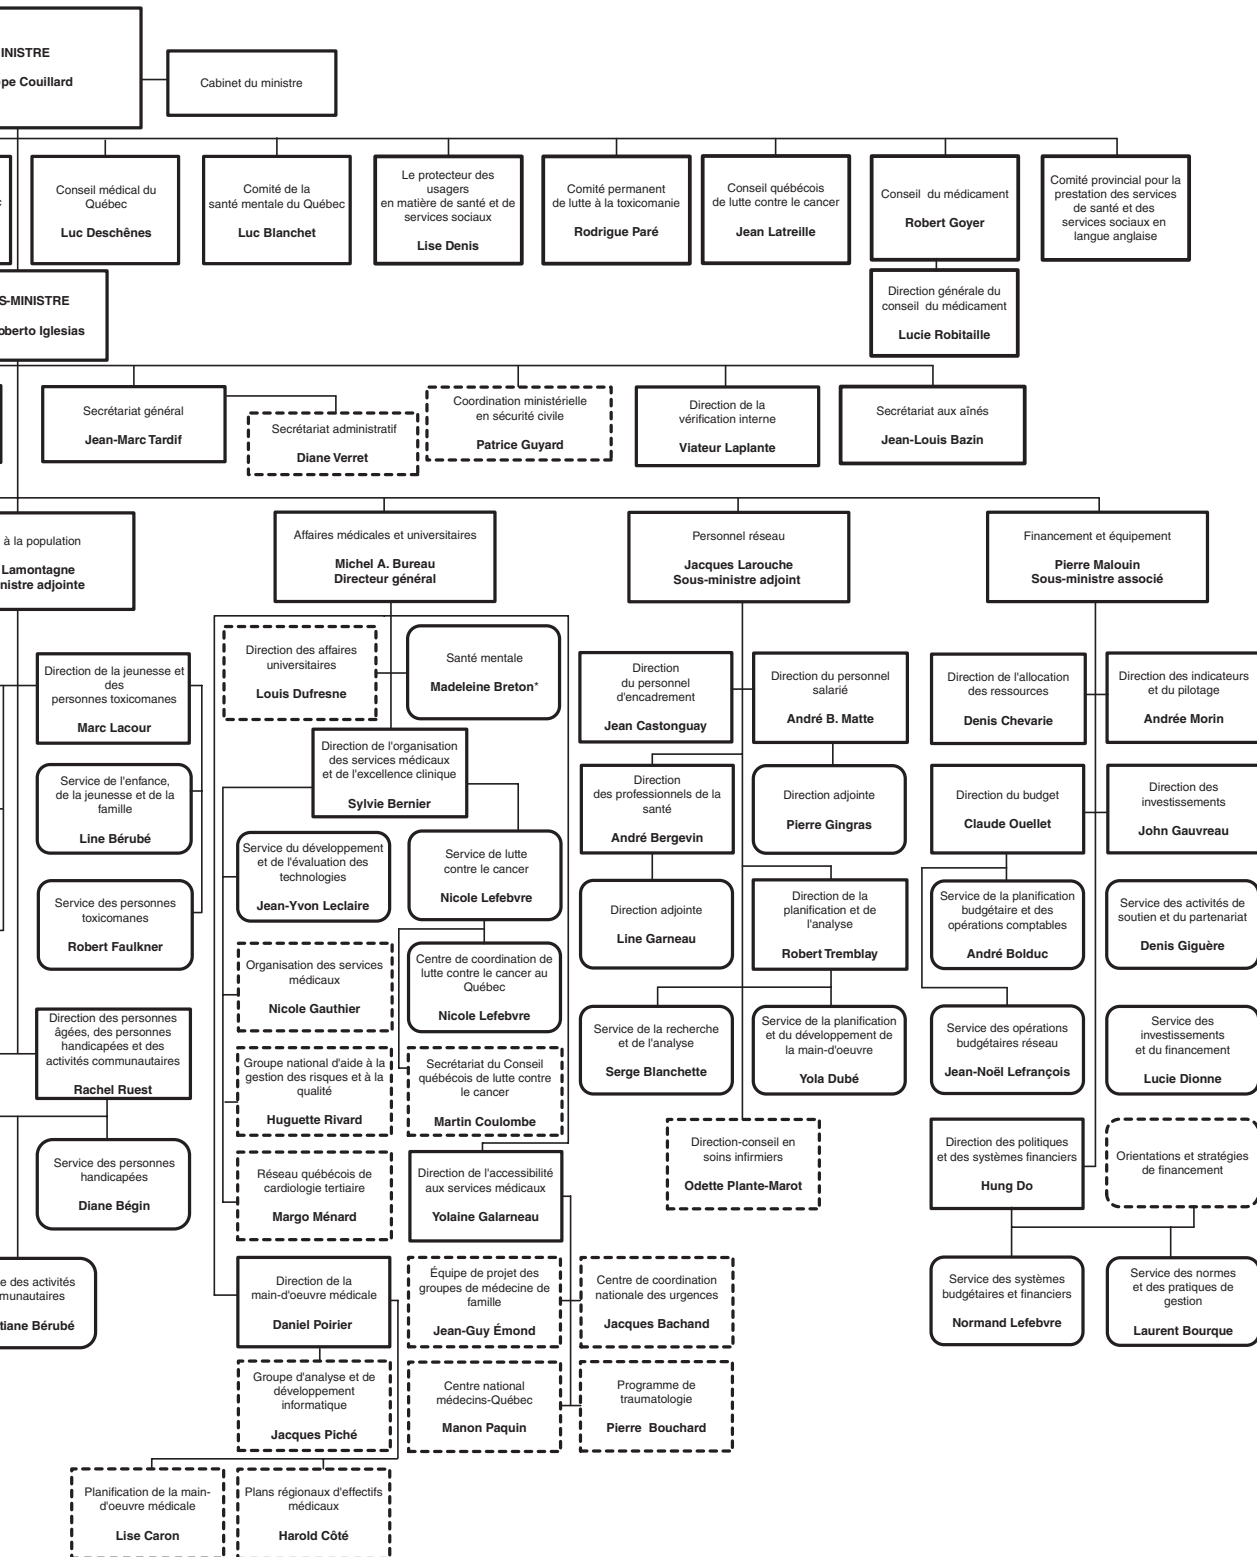 INISTRE
pe Couillard
Cabinet du ministre
c
Conseil médical du
Québec
Luc Deschênes
Comité de la
santé mentale du Québec
Luc Blanchet
Le protecteur des
usagers
en matière de santé et de
services sociaux
Lise Denis
Comité permanent
de lutte à la toxicomanie
Rodrigue Paré
Conseil québécois
de lutte contre le cancer
Jean Latreille
Conseil du médicament
Robert Goyer
Comité provincial pour la
prestation des services
de santé et des
services sociaux en
langue anglaise
S-MINISTRE
oberto Iglesias
Direction générale du
conseil du médicament
Lucie Robitaille
Secrétariat général
Jean-Marc Tardif
Secrétariat administratif
Diane Verret
Coordination ministérielle
en sécurité civile
Patrice Guyard
Direction de la
vérification interne
Viateur Laplante
Secrétariat aux aînés
Jean-Louis Bazin
à la population
Lamontagne
nistre adjointe
Affaires médicales et universitaires
Michel A. Bureau
Directeur général
Personnel réseau
Jacques Larouche
Sous-ministre adjoint
Financement et équipement
Pierre Malouin
Sous-ministre associé
Direction de la jeunesse et
des
personnes toxicomanes
Marc Lacour
Direction des affaires
universitaires
Louis Dufresne
Santé mentale
Madeleine Breton*
Direction
du personnel
d'encadrement
Jean Castonguay
Direction du personnel
salarié
André B. Matte
Direction de l'allocation
des ressources
Denis Chevarie
Direction des indicateurs
et du pilotage
Andrée Morin
Service de l'enfance,
de la jeunesse et de la
famille
Line Bérubé
Direction de l'organisation
des services médicaux
et de l'excellence clinique
Sylvie Bernier
Direction
des professionnels de la
santé
André Bergevin
Direction adjointe
Pierre Gingras
Direction du budget
Claude Ouellet
Direction des
investissements
John Gauvreau
Service des personnes
toxicomanes
Robert Faulkner
Service du développement
et de l'évaluation des
technologies
Jean-Yvon Leclaire
Service de lutte
contre le cancer
Nicole Lefebvre
Direction adjointe
Line Garneau
Direction de la
planification et de
l'analyse
Robert Tremblay
Service de la planification
budgétaire et des
opérations comptables
André Bolduc
Service des activités de
soutien et du partenariat
Denis Giguère
Organisation des services
médicaux
Nicole Gauthier
Centre de coordination de
lutte contre le cancer au
Québec
Nicole Lefebvre
Direction des personnes
âgées, des personnes
handicapées et des
activités communautaires
Rachel Ruest
Groupe national d'aide à la
gestion des risques et à la
qualité
Huguette Rivard
Secrétariat du Conseil
québécois de lutte contre
le cancer
Martin Coulombe
Service de la recherche
et de l'analyse
Serge Blanchette
Service de la planification
et du développement de
la main-d'oeuvre
Yola Dubé
Service des opérations
budgétaires réseau
Jean-Noël Lefrançois
Service des
investissements
et du financement
Lucie Dionne
Service des personnes
handicapées
Diane Bégin
Réseau québécois de
cardiologie tertiaire
Margo Ménard
Direction de l'accessibilité
aux services médicaux
Yolaine Galarneau
Direction-conseil en
soins infirmiers
Odette Plante-Marot
Direction des politiques
et des systèmes financiers
Hung Do
Orientations et stratégies
de financement
e des activités
munautaires
tiane Bérubé
Direction de la
main-d'oeuvre médicale
Daniel Poirier
Équipe de projet des
groupes de médecine de
famille
Jean-Guy Émond
Centre de coordination
nationale des urgences
Jacques Bachand
Service des systèmes
budgétaires et financiers
Normand Lefebvre
Service des normes
et des pratiques de
gestion
Laurent Bourque
Groupe d'analyse et de
développement
informatique
Jacques Piché
Centre national
médecins-Québec
Manon Paquin
Programme de
traumatologie
Pierre Bouchard
Planification de la main-
d'oeuvre médicale
Lise Caron
Plans régionaux d'effectifs
médicaux
Harold Côté